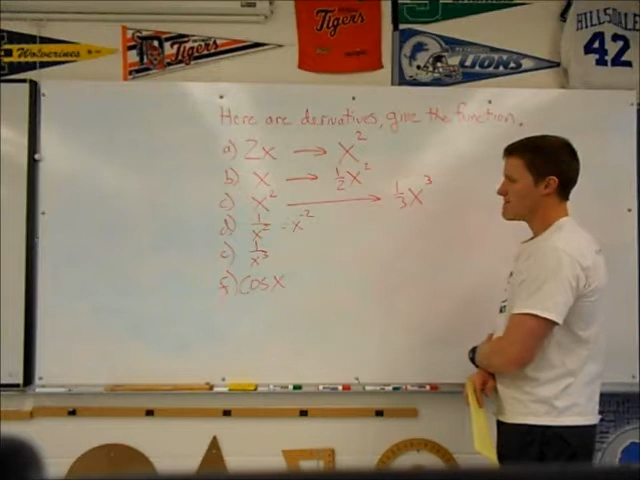 Wolverines
Tigers
Tigers
LIONS
HILLSDALE
42
Here are derivatives, give the function.
a) 2x → x²
b) x → ½x²
c) x² → ⅓x³
d) 1/x² = x⁻²
e) 1/x³
f) cos x